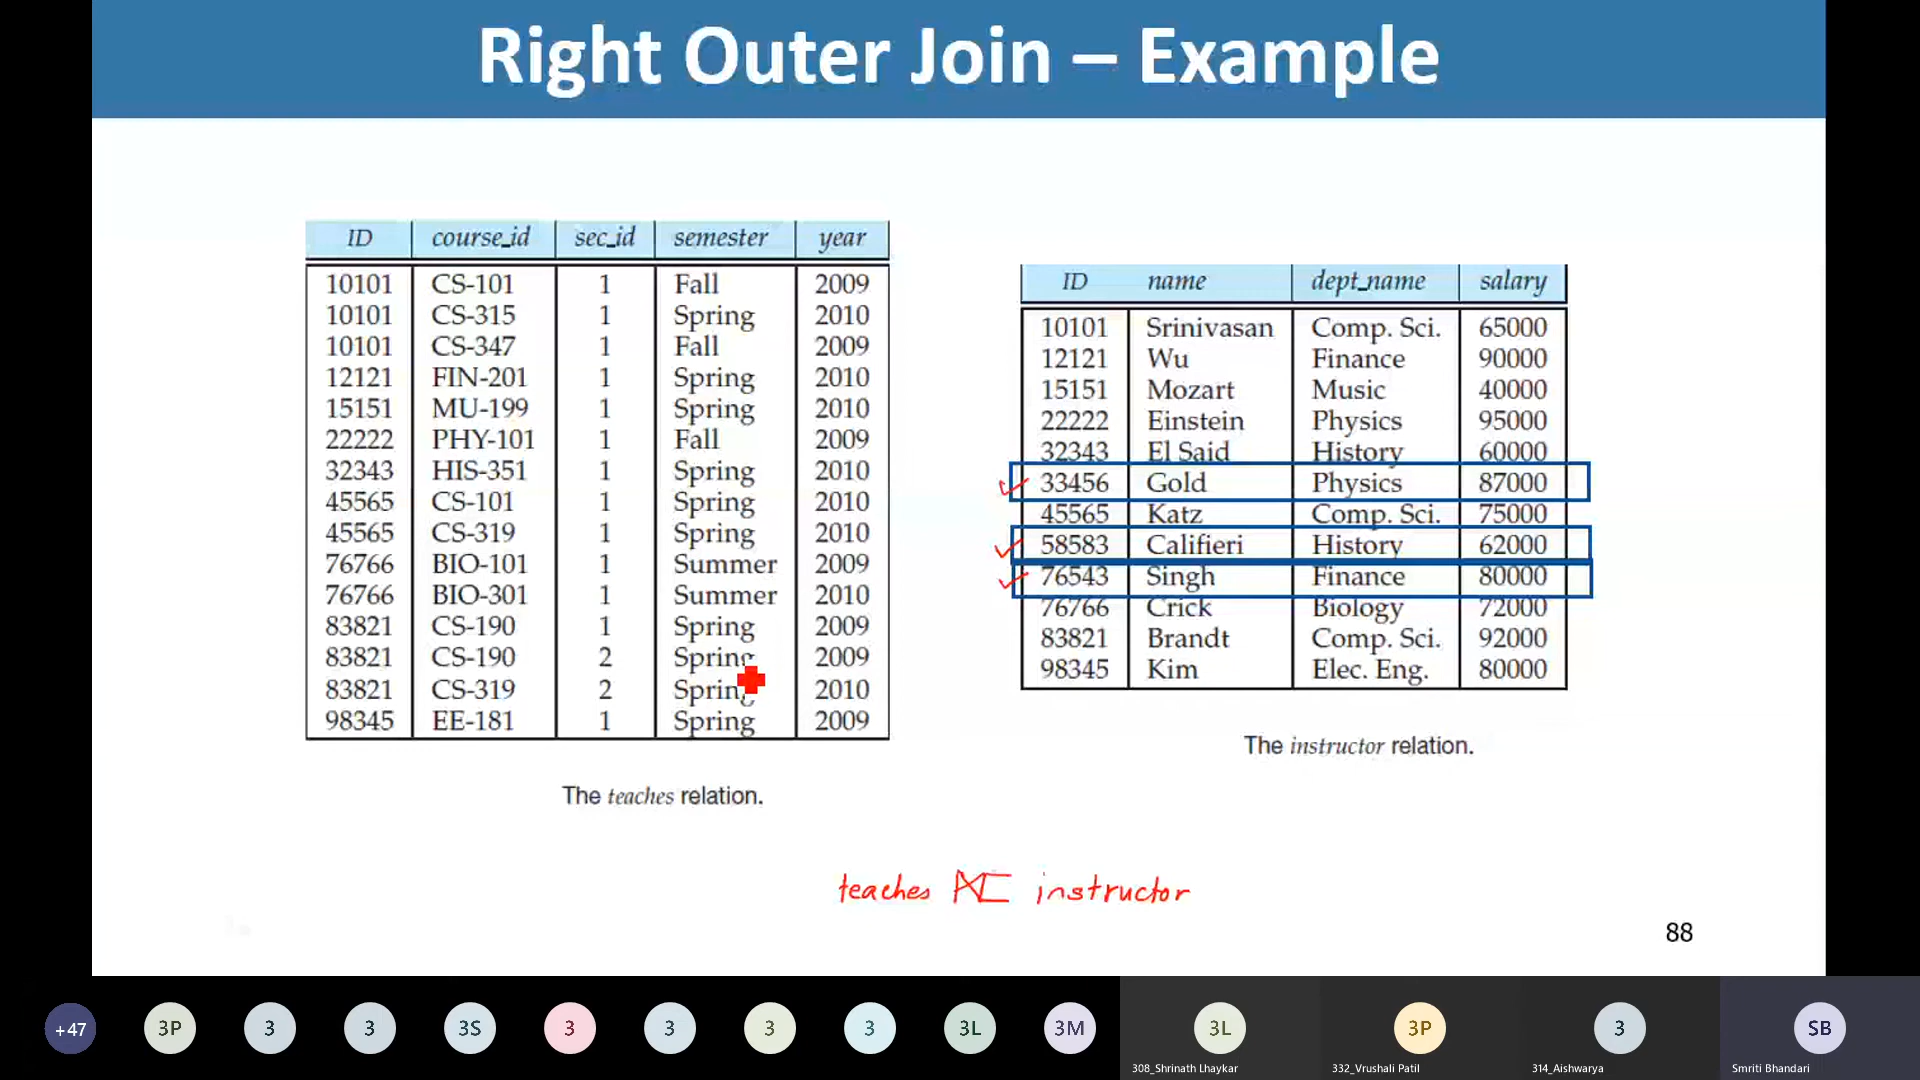 Right Outer Join – Example
ID course_id sec_id semester year
10101 CS-101 1 Fall 2009
10101 CS-315 1 Spring 2010
10101 CS-347 1 Fall 2009
12121 FIN-201 1 Spring 2010
15151 MU-199 1 Spring 2010
22222 PHY-101 1 Fall 2009
32343 HIS-351 1 Spring 2010
45565 CS-101 1 Spring 2010
45565 CS-319 1 Spring 2010
76766 BIO-101 1 Summer 2009
76766 BIO-301 1 Summer 2010
83821 CS-190 1 Spring 2009
83821 CS-190 2 Spring 2009
83821 CS-319 2 Spring 2010
98345 EE-181 1 Spring 2009
The teaches relation.
ID name dept_name salary
10101 Srinivasan Comp. Sci. 65000
12121 Wu Finance 90000
15151 Mozart Music 40000
22222 Einstein Physics 95000
32343 El Said History 60000
33456 Gold Physics 87000
45565 Katz Comp. Sci. 75000
58583 Califieri History 62000
76543 Singh Finance 80000
76766 Crick Biology 72000
83821 Brandt Comp. Sci. 92000
98345 Kim Elec. Eng. 80000
The instructor relation.
teaches ⟖ instructor
88
+47 3P 3 3 3S 3 3 3 3 3L 3M 3L 3P 3 SB
308_Shrinath Lhaykar 332_Vrushali Patil 314_Aishwarya Smriti Bhandari